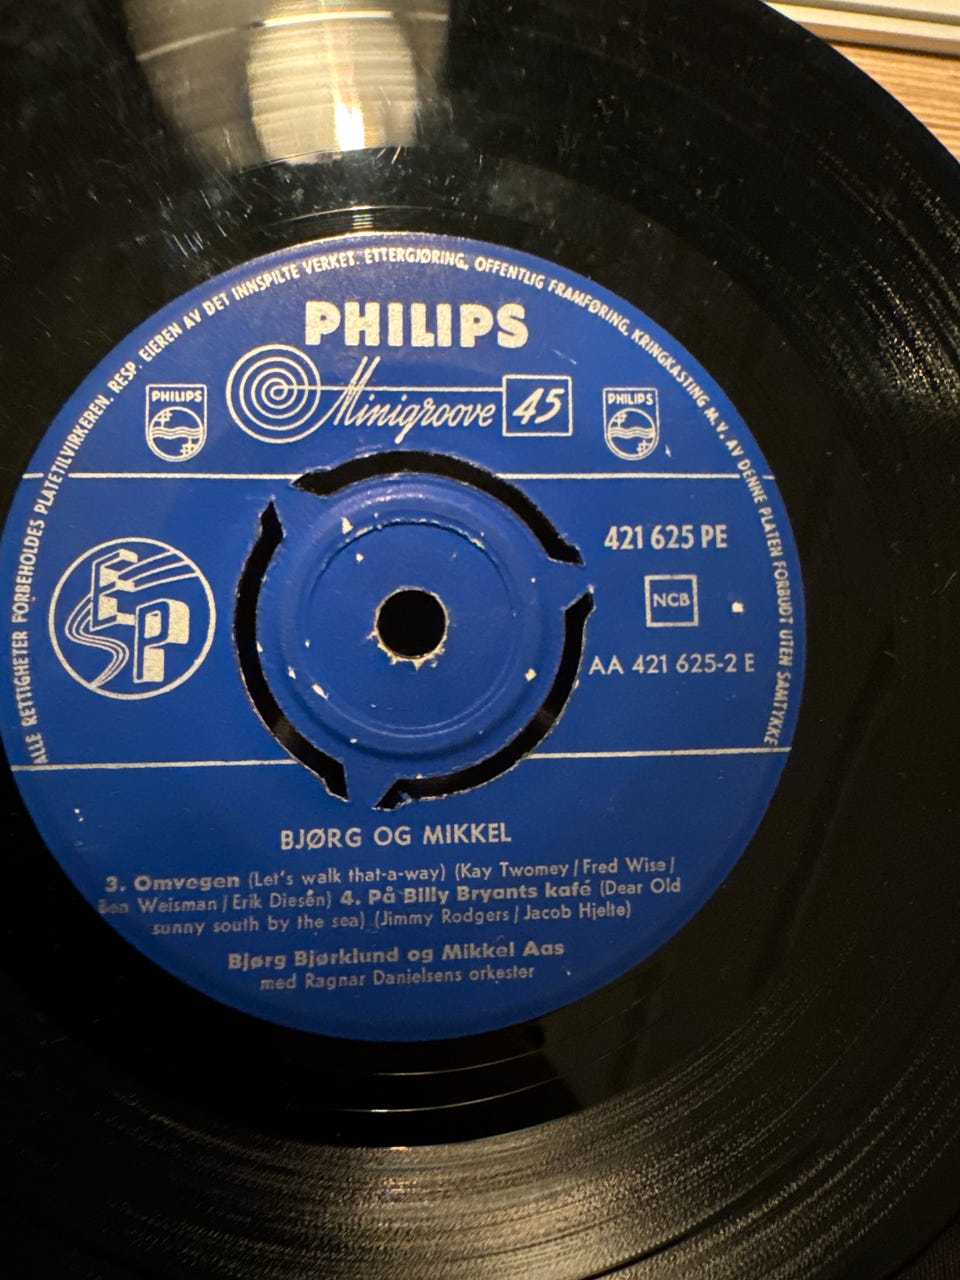 ALLE RETTIGHETER FORBEHOLDES PLATETILVIRKEREN, RESP. EIEREN AV DET INNSPILTE VERKET. ETTERGJØRING, OFFENTLIG FRAMFØRING, KRINGKASTING M.V. AV DENNE PLATEN FORBUDT UTEN SAMTYKKE
PHILIPS
Minigroove 45
PHILIPS
PHILIPS
EP
421 625 PE
NCB
AA 421 625-2 E
BJØRG OG MIKKEL
3. Omvegen (Let's walk that-a-way) (Kay Twomey/Fred Wise/
Ben Weisman/Erik Diesén) 4. På Billy Bryants kafé (Dear Old
sunny south by the sea) (Jimmy Rodgers/Jacob Hjelte)
Bjørg Bjørklund og Mikkel Aas
med Ragnar Danielsens orkester